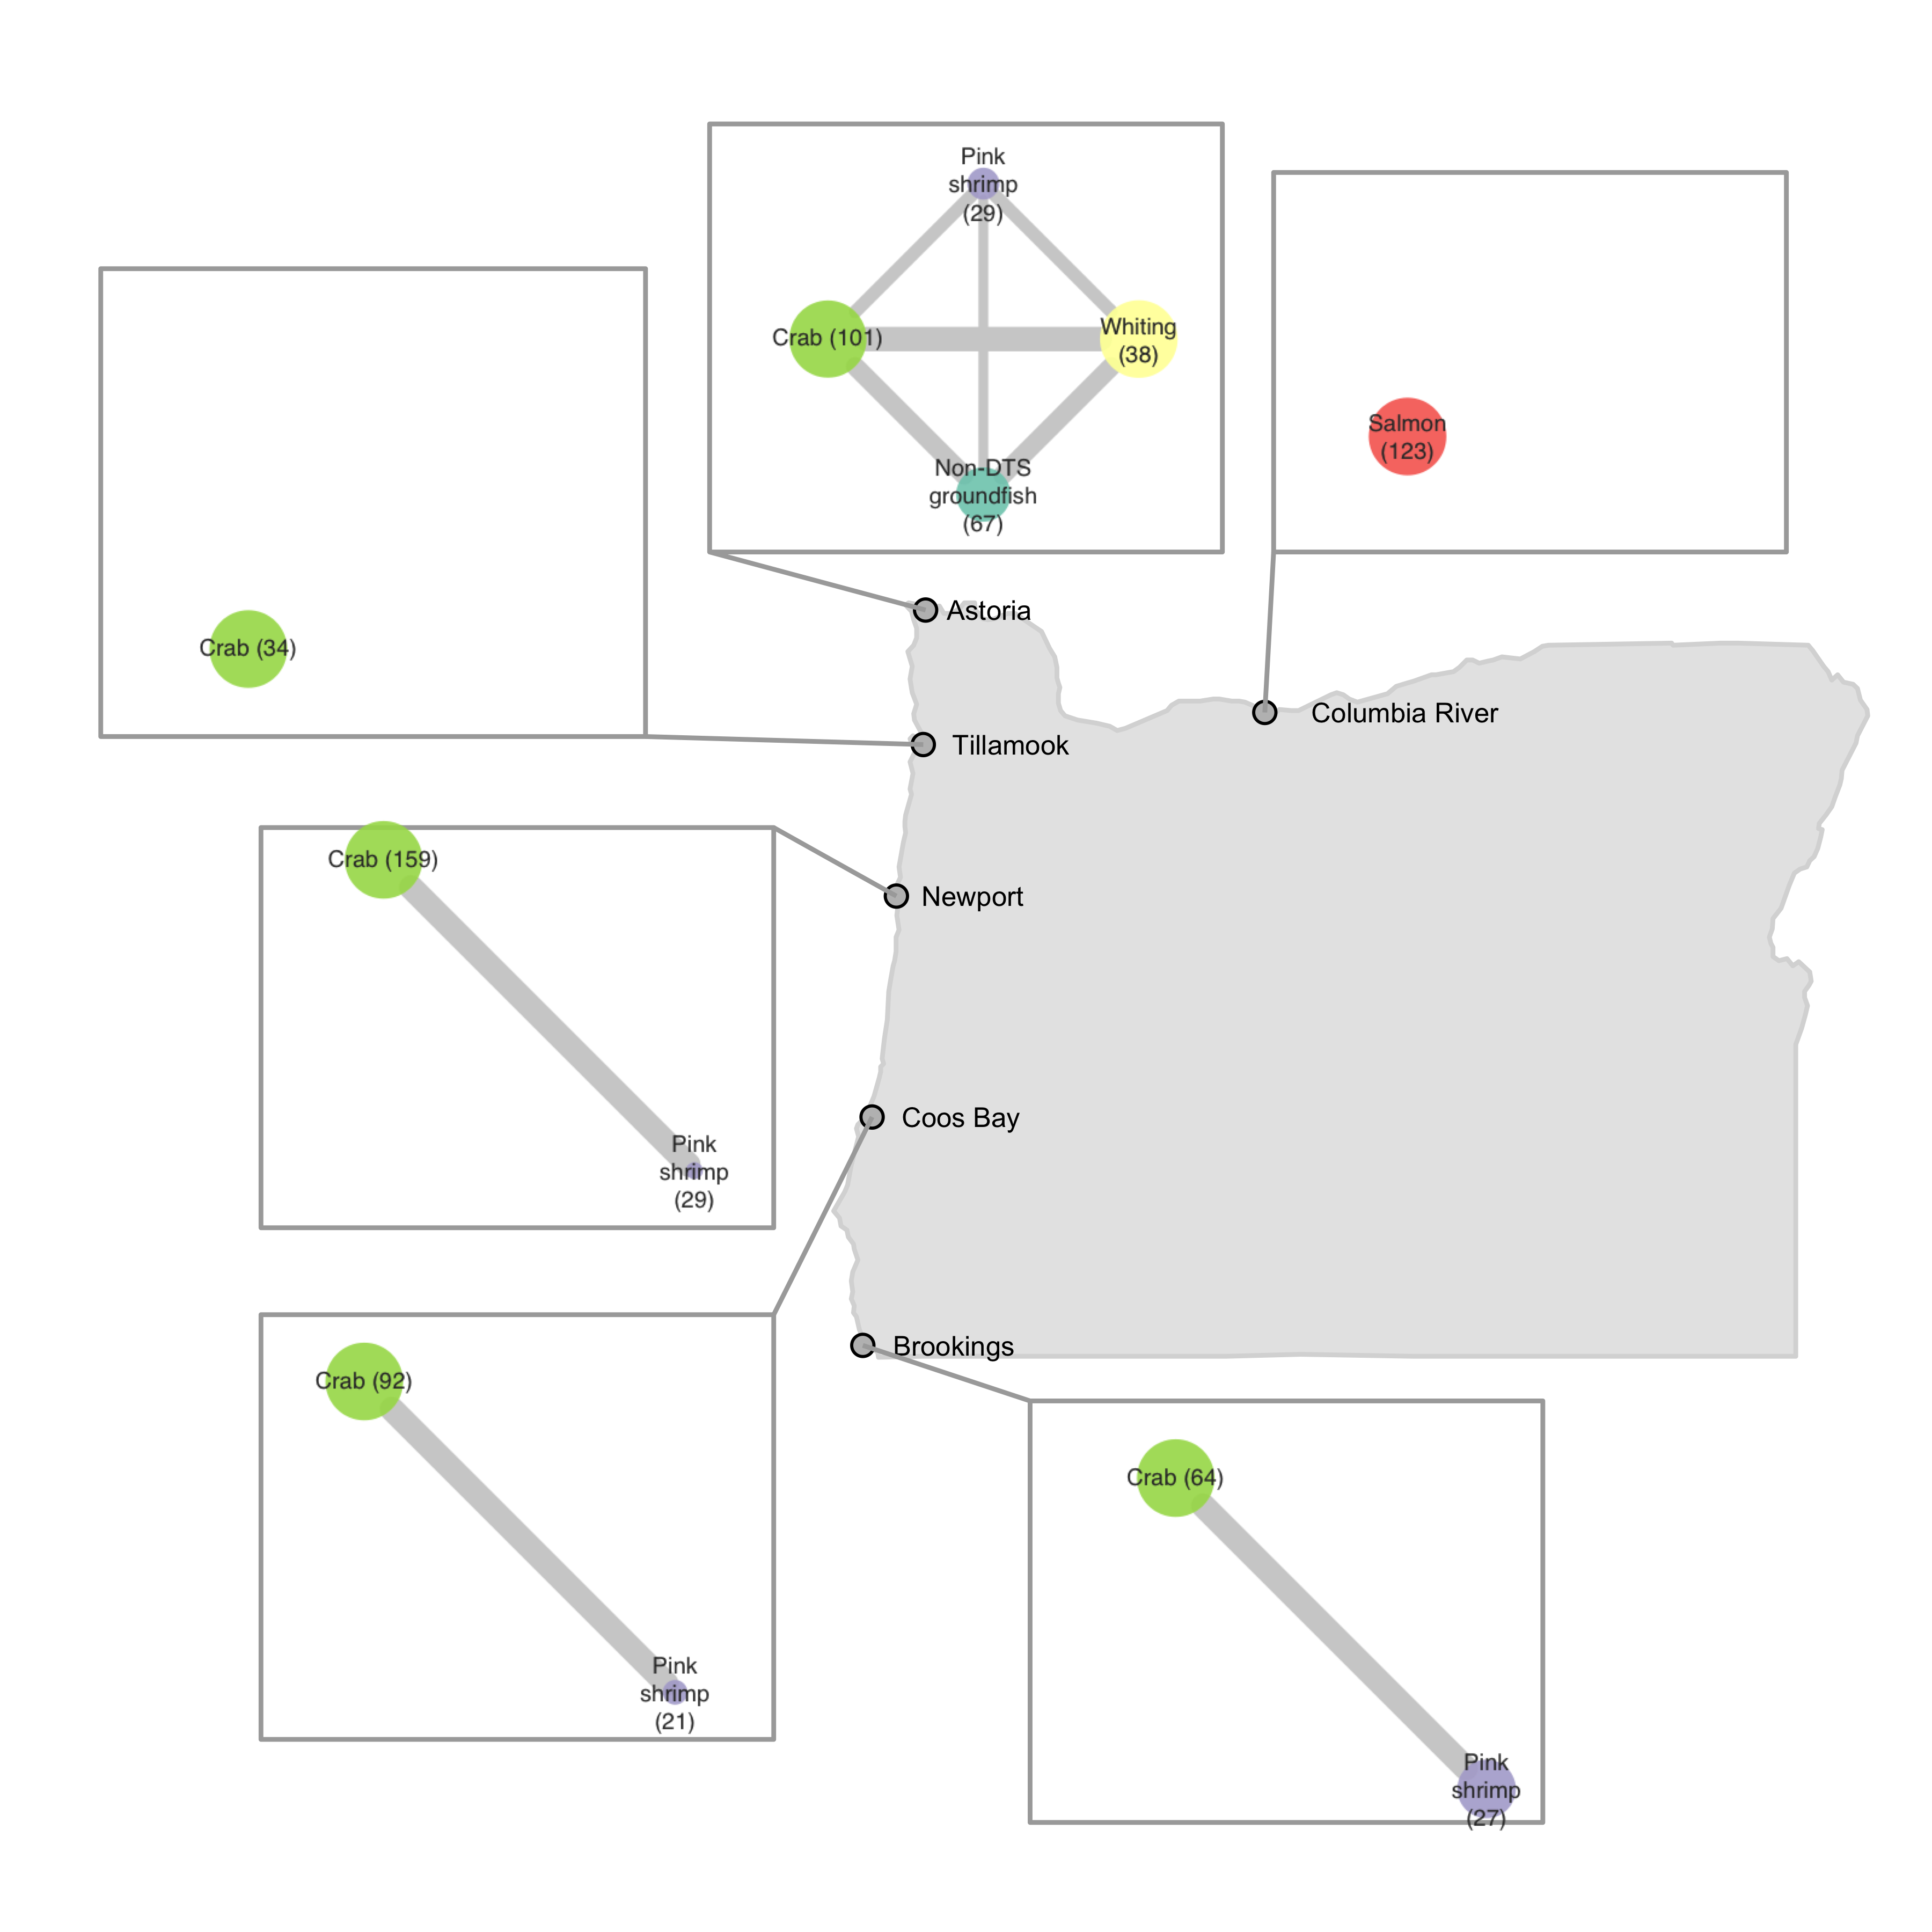 Pink
shrimp
(29)
Crab (101)
Whiting
(38)
Non-DTS
groundfish
(67)
Salmon
(123)
Crab (34)
Astoria
Columbia River
Tillamook
Crab (159)
Newport
Pink
shrimp
(29)
Coos Bay
Brookings
Crab (92)
Pink
shrimp
(21)
Crab (64)
Pink
shrimp
(27)